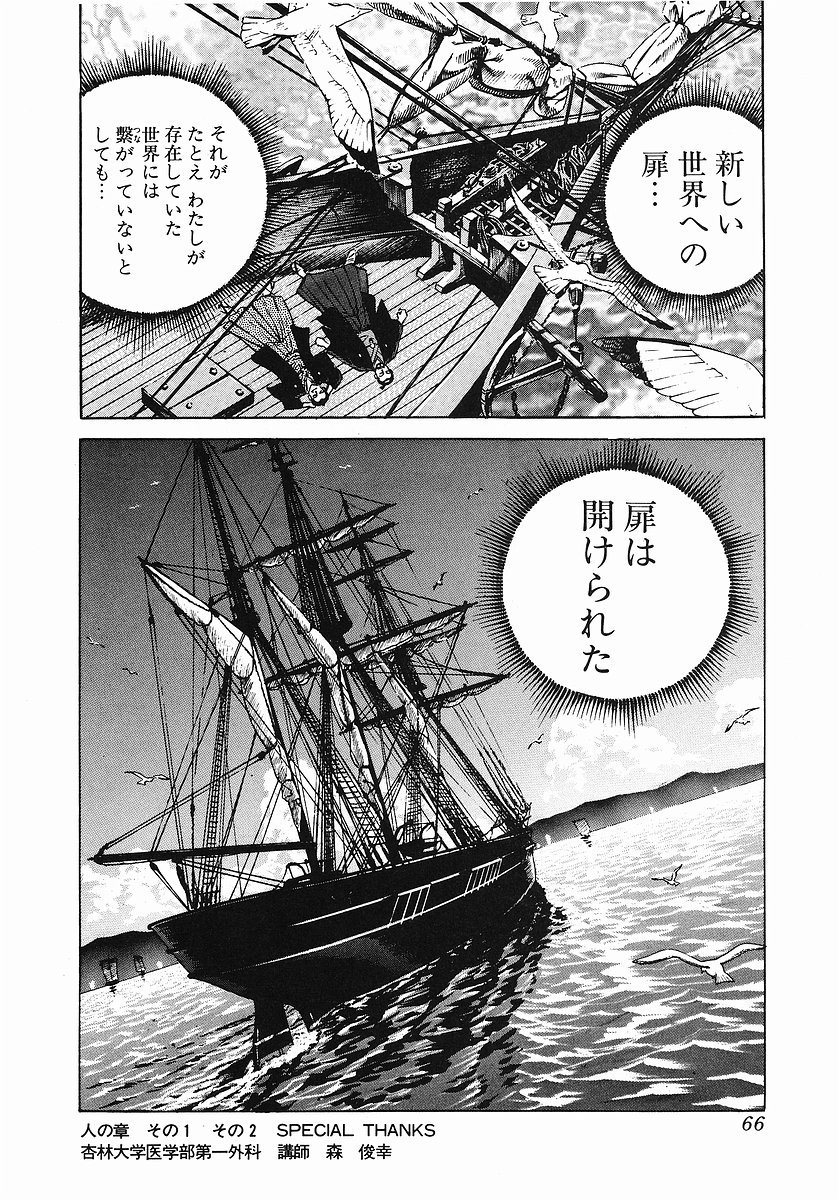 新しい
世界への
扉…
それが
たとえ わたしが
存在していた
世界には
繋がっていないと
つな
しても…
扉は
開けられた
66
人の章 その1 その2 SPECIAL THANKS
杏林大学医学部第一外科 講師 森 俊幸